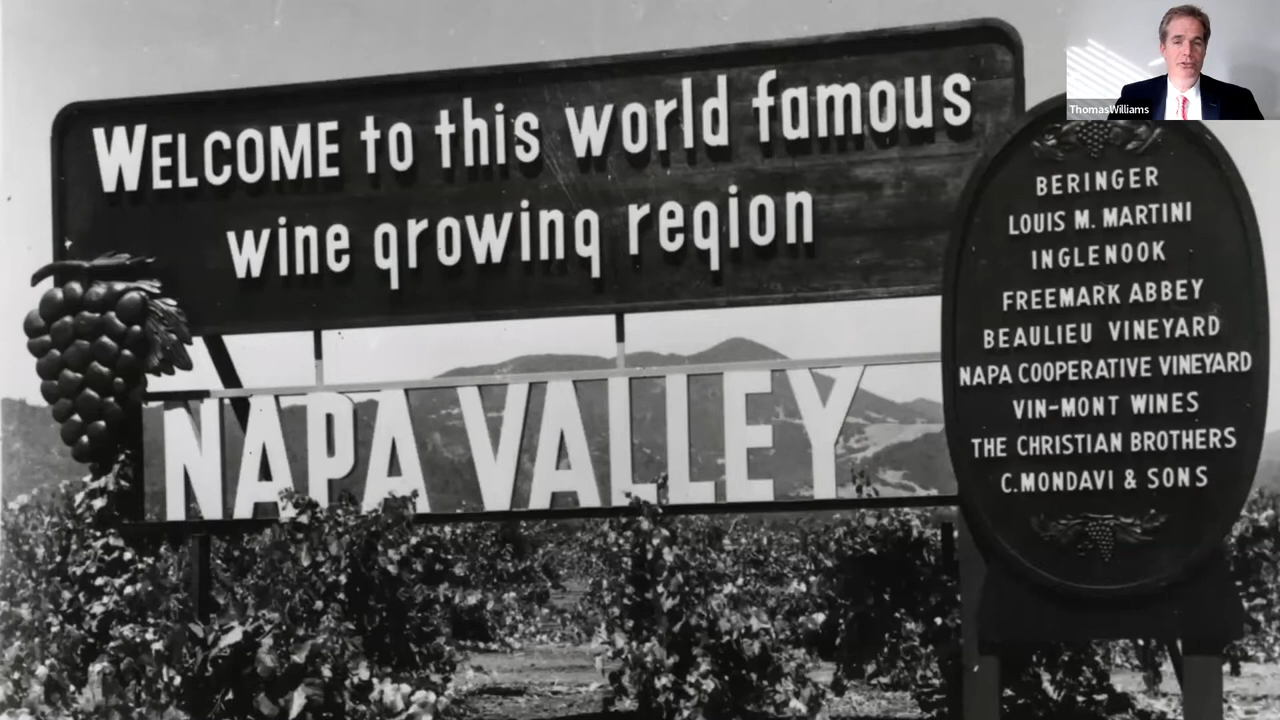 WELCOME to this world famous
wine growing region
NAPA VALLEY
BERINGER
LOUIS M. MARTINI
INGLENOOK
FREEMARK ABBEY
BEAULIEU VINEYARD
NAPA COOPERATIVE VINEYARD
VIN-MONT WINES
THE CHRISTIAN BROTHERS
C.MONDAVI & SONS
ThomasWilliams